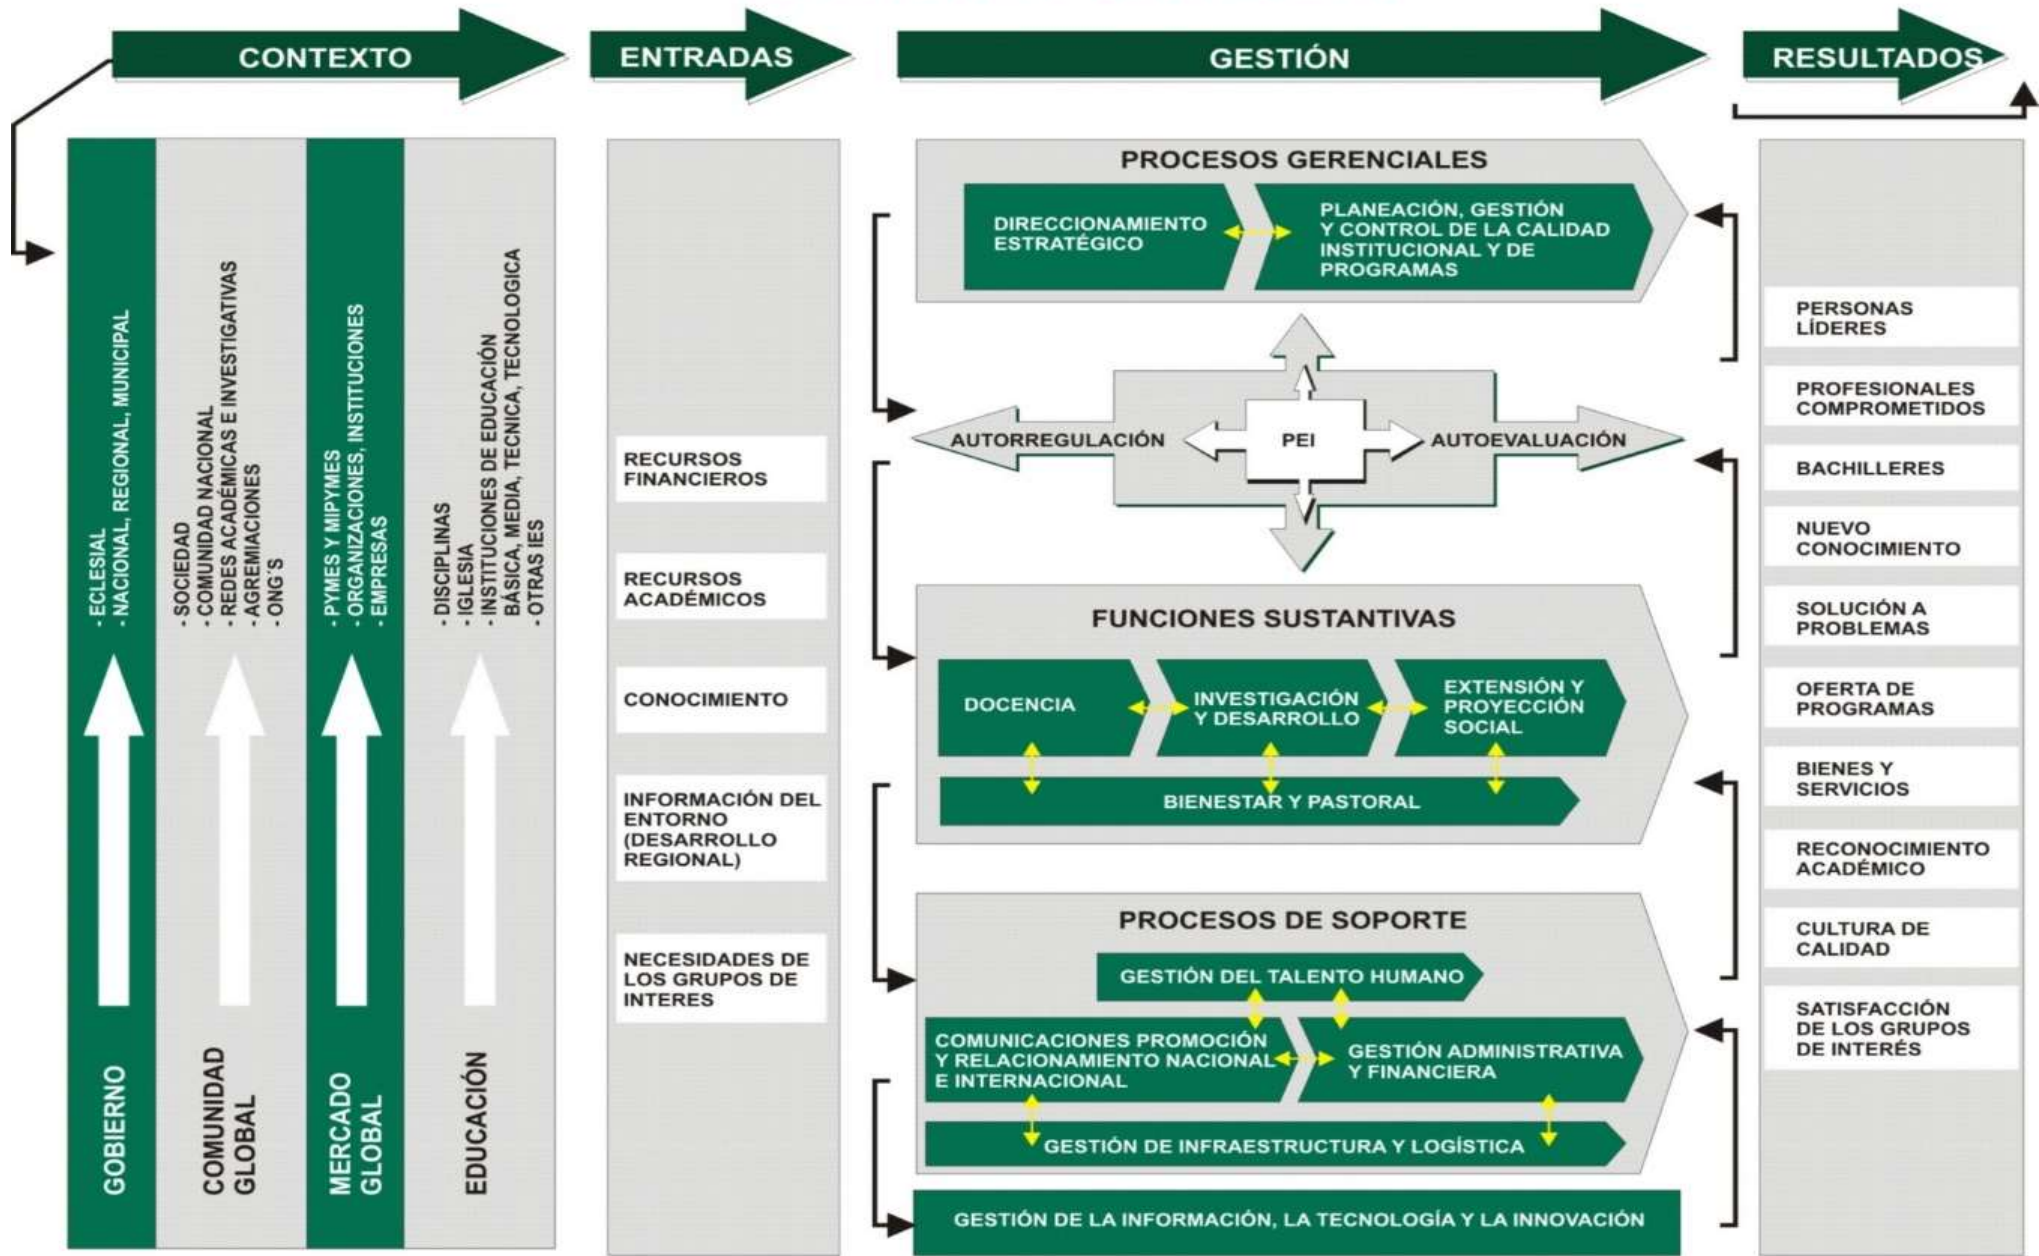 CONTEXTO
ENTRADAS
GESTIÓN
RESULTADOS
GOBIERNO
- ECLESIAL
- NACIONAL, REGIONAL, MUNICIPAL
COMUNIDAD
GLOBAL
- SOCIEDAD
- COMUNIDAD NACIONAL
- REDES ACADÉMICAS E INVESTIGATIVAS
- AGREMIACIONES
- ONG´S
MERCADO
GLOBAL
- PYMES Y MIPYMES
- ORGANIZACIONES, INSTITUCIONES
- EMPRESAS
EDUCACIÓN
- DISCIPLINAS
- IGLESIA
- INSTITUCIONES DE EDUCACIÓN
BÁSICA, MEDIA, TECNICA, TECNOLOGICA
- OTRAS IES
RECURSOS
FINANCIEROS
RECURSOS
ACADÉMICOS
CONOCIMIENTO
INFORMACIÓN DEL
ENTORNO
(DESARROLLO
REGIONAL)
NECESIDADES DE
LOS GRUPOS DE
INTERES
PROCESOS GERENCIALES
DIRECCIONAMIENTO
ESTRATÉGICO
PLANEACIÓN, GESTIÓN
Y CONTROL DE LA CALIDAD
INSTITUCIONAL Y DE
PROGRAMAS
AUTORREGULACIÓN
PEI
AUTOEVALUACIÓN
FUNCIONES SUSTANTIVAS
DOCENCIA
INVESTIGACIÓN
Y DESARROLLO
EXTENSIÓN Y
PROYECCIÓN
SOCIAL
BIENESTAR Y PASTORAL
PROCESOS DE SOPORTE
GESTIÓN DEL TALENTO HUMANO
COMUNICACIONES PROMOCIÓN
Y RELACIONAMIENTO NACIONAL
E INTERNACIONAL
GESTIÓN ADMINISTRATIVA
Y FINANCIERA
GESTIÓN DE INFRAESTRUCTURA Y LOGÍSTICA
GESTIÓN DE LA INFORMACIÓN, LA TECNOLOGÍA Y LA INNOVACIÓN
PERSONAS
LÍDERES
PROFESIONALES
COMPROMETIDOS
BACHILLERES
NUEVO
CONOCIMIENTO
SOLUCIÓN A
PROBLEMAS
OFERTA DE
PROGRAMAS
BIENES Y
SERVICIOS
RECONOCIMIENTO
ACADÉMICO
CULTURA DE
CALIDAD
SATISFACCIÓN
DE LOS GRUPOS
DE INTERÉS